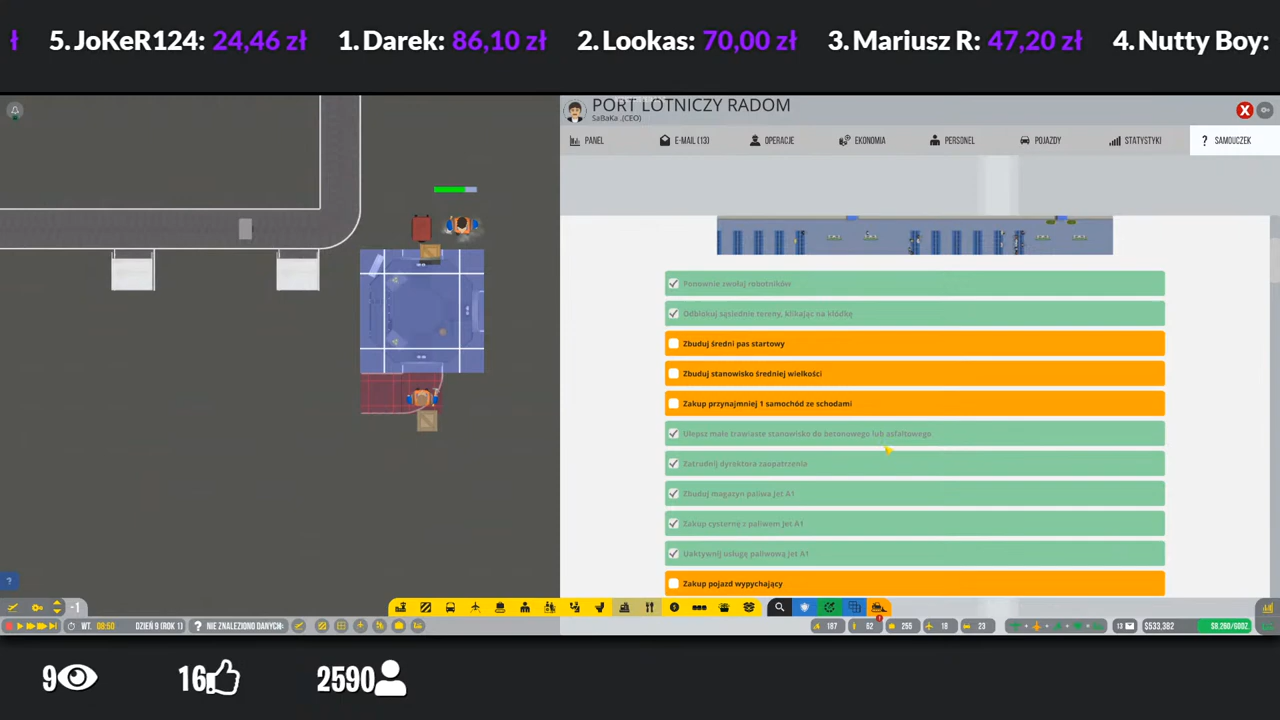 ł 5. JoKeR124: 24,46 zł 1. Darek: 86,10 zł 2. Lookas: 70,00 zł 3. Mariusz R: 47,20 zł 4. Nutty Boy:
PORT LOTNICZY RADOM
SaBaKa .(CEO)
PANEL E-MAIL (13) OPERACJE EKONOMIA PERSONEL POJAZDY STATYSTYKI ? SAMOUCZEK
Ponownie zwołaj robotników
Odblokuj sąsiednie tereny, klikając na kłódkę
Zbuduj średni pas startowy
Zbuduj stanowisko średniej wielkości
Zakup przynajmniej 1 samochód ze schodami
Ulepsz małe trawiaste stanowisko do betonowego lub asfaltowego
Zatrudnij dyrektora zaopatrzenia
Zbuduj magazyn paliwa Jet A1
Zakup cysternę z paliwem Jet A1
Uaktywnij usługę paliwową Jet A1
Zakup pojazd wypychający
?
-1
WT. 08:50 DZIEŃ 9 (ROK 1) ? NIE ZNALEZIONO DANYCH 187 52 255 18 23 13 $533,382 $8,260/GODZ.
9 16 2590